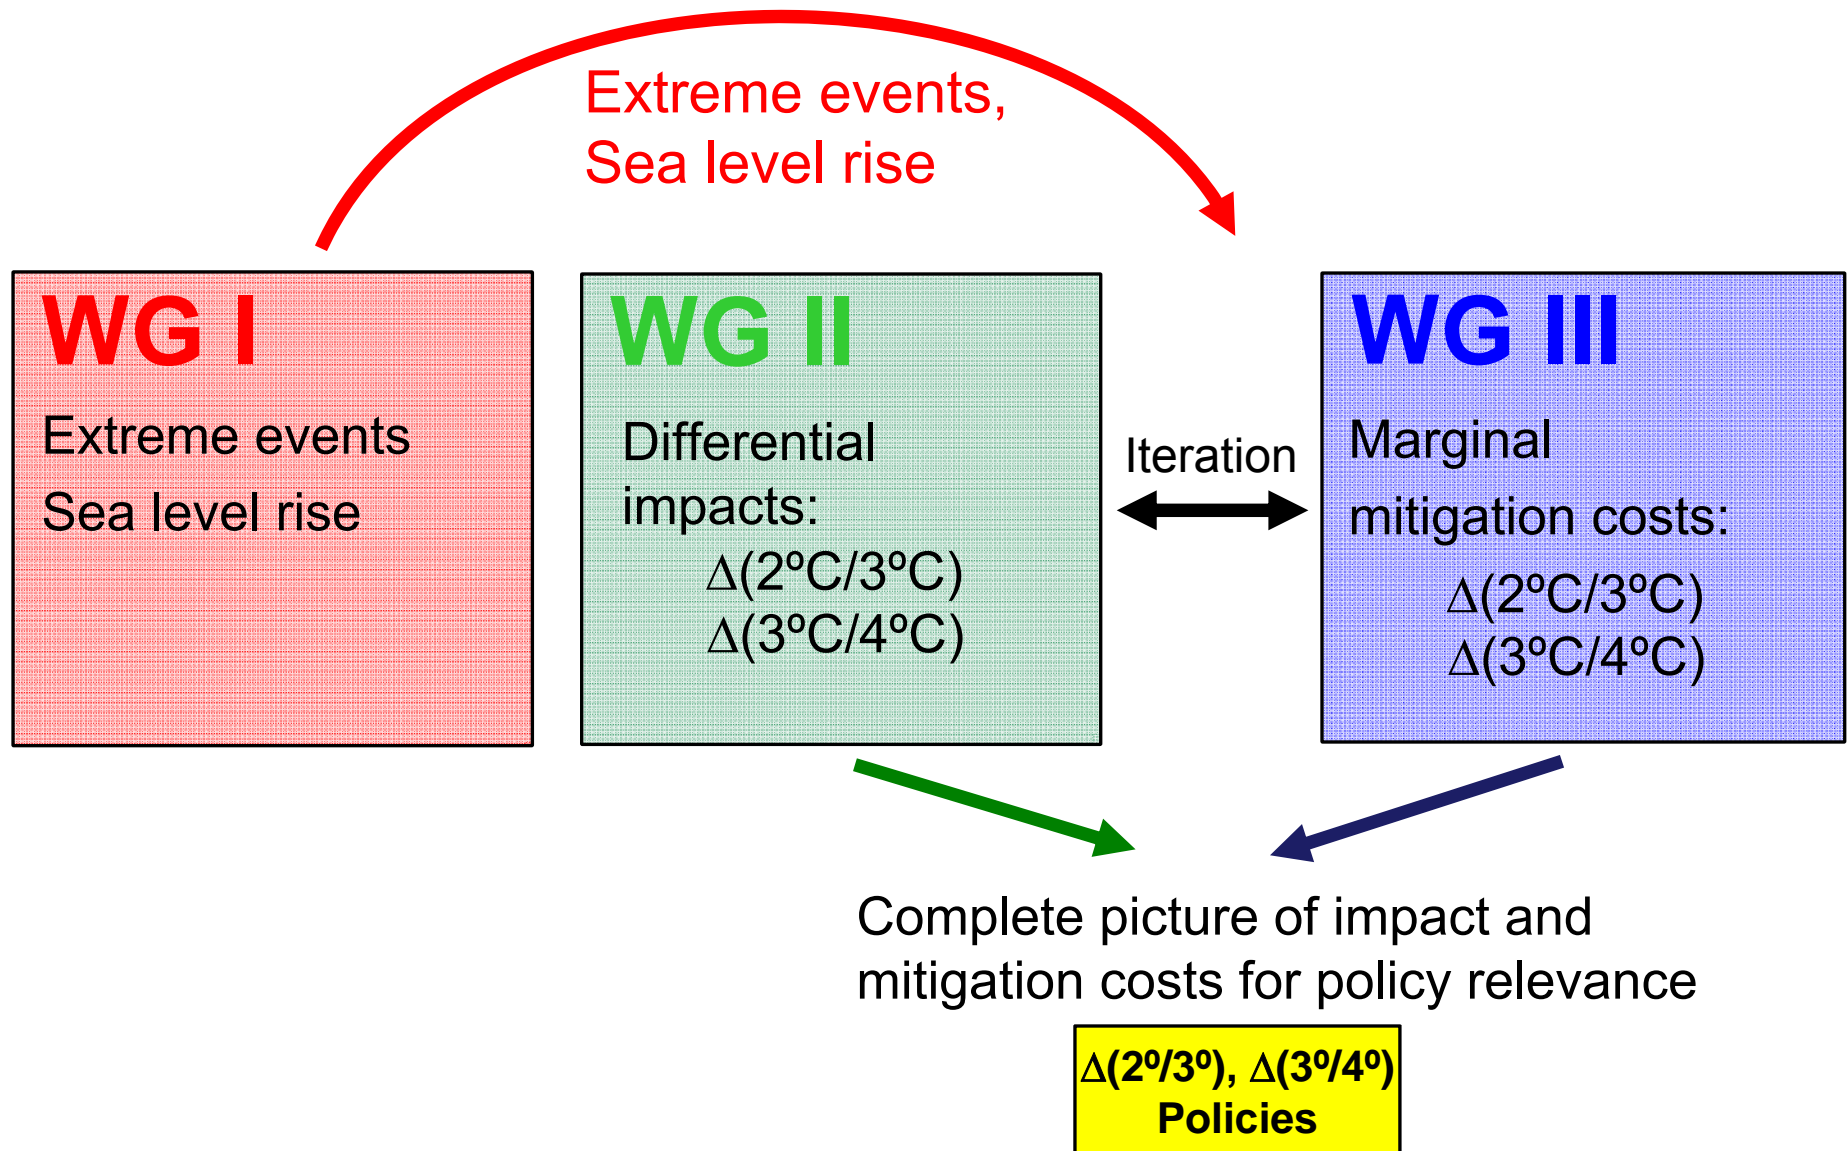 Extreme events,
Sea level rise
WG I
Extreme events
Sea level rise
WG II
Differential
impacts:
Δ(2ºC/3ºC)
Δ(3ºC/4ºC)
Iteration
WG III
Marginal
mitigation costs:
Δ(2ºC/3ºC)
Δ(3ºC/4ºC)
Complete picture of impact and
mitigation costs for policy relevance
Δ(2º/3º), Δ(3º/4º)
Policies